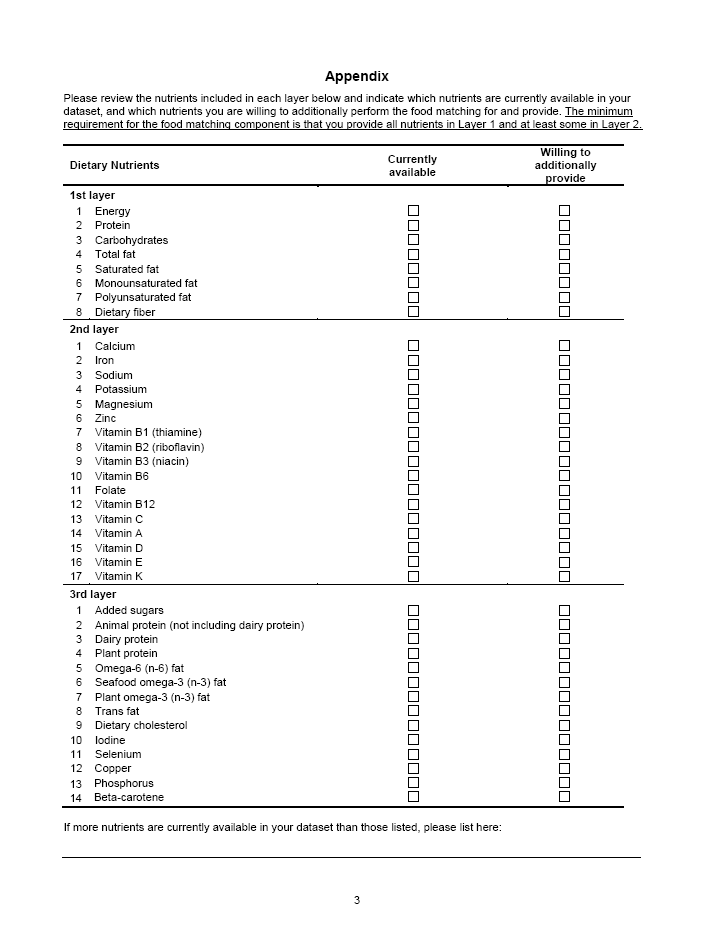 Appendix
Please review the nutrients included in each layer below and indicate which nutrients are currently available in your
dataset, and which nutrients you are willing to additionally perform the food matching for and provide. The minimum
requirement for the food matching component is that you provide all nutrients in Layer 1 and at least some in Layer 2.
Dietary Nutrients
Currently
available
Willing to
additionally
provide
1st layer
1 Energy
2 Protein
3 Carbohydrates
4 Total fat
5 Saturated fat
6 Monounsaturated fat
7 Polyunsaturated fat
8 Dietary fiber
2nd layer
1 Calcium
2 Iron
3 Sodium
4 Potassium
5 Magnesium
6 Zinc
7 Vitamin B1 (thiamine)
8 Vitamin B2 (riboflavin)
9 Vitamin B3 (niacin)
10 Vitamin B6
11 Folate
12 Vitamin B12
13 Vitamin C
14 Vitamin A
15 Vitamin D
16 Vitamin E
17 Vitamin K
3rd layer
1 Added sugars
2 Animal protein (not including dairy protein)
3 Dairy protein
4 Plant protein
5 Omega-6 (n-6) fat
6 Seafood omega-3 (n-3) fat
7 Plant omega-3 (n-3) fat
8 Trans fat
9 Dietary cholesterol
10 Iodine
11 Selenium
12 Copper
13 Phosphorus
14 Beta-carotene
If more nutrients are currently available in your dataset than those listed, please list here:
3